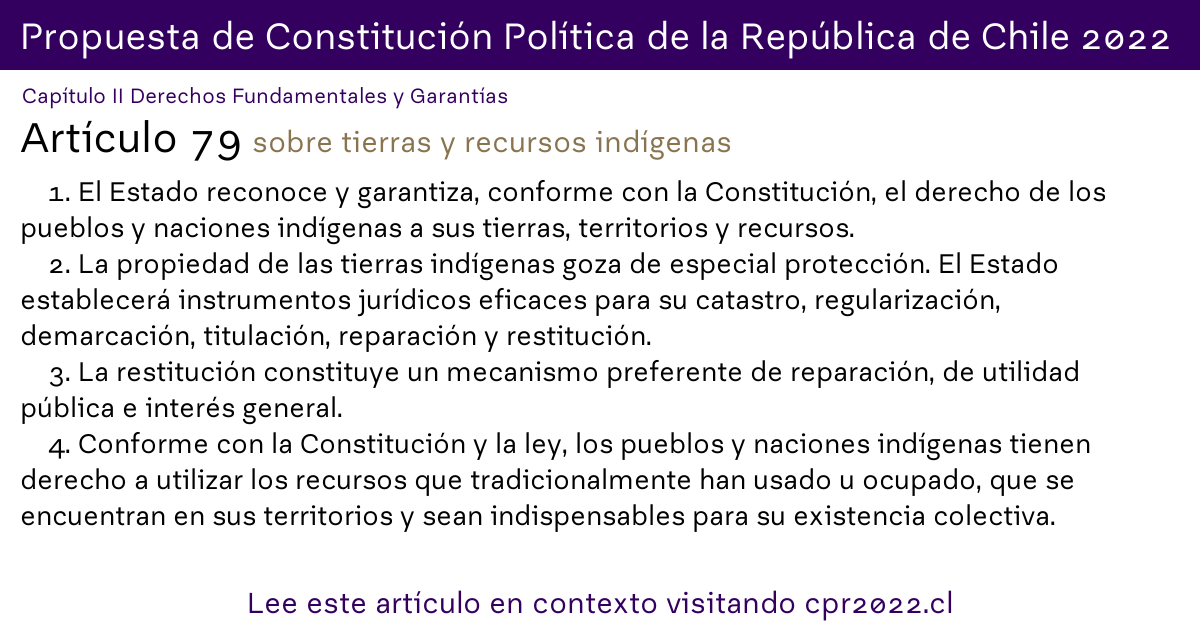 Propuesta de Constitución Política de la República de Chile 2022
Capítulo II Derechos Fundamentales y Garantías
Artículo 79 sobre tierras y recursos indígenas
1. El Estado reconoce y garantiza, conforme con la Constitución, el derecho de los
pueblos y naciones indígenas a sus tierras, territorios y recursos.
2. La propiedad de las tierras indígenas goza de especial protección. El Estado
establecerá instrumentos jurídicos eficaces para su catastro, regularización,
demarcación, titulación, reparación y restitución.
3. La restitución constituye un mecanismo preferente de reparación, de utilidad
pública e interés general.
4. Conforme con la Constitución y la ley, los pueblos y naciones indígenas tienen
derecho a utilizar los recursos que tradicionalmente han usado u ocupado, que se
encuentran en sus territorios y sean indispensables para su existencia colectiva.
Lee este artículo en contexto visitando cpr2022.cl